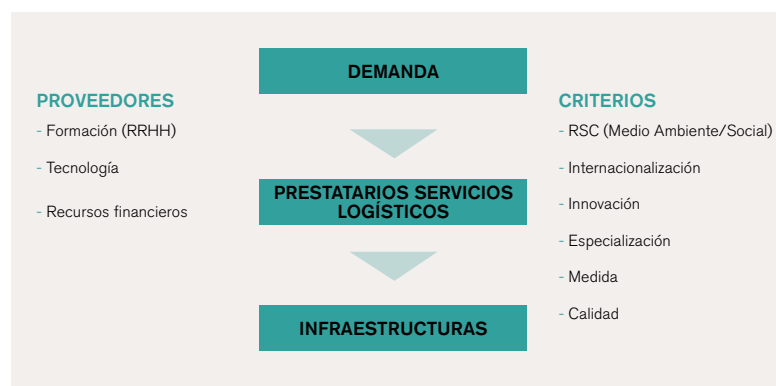 PROVEEDORES
- Formación (RRHH)
- Tecnología
- Recursos financieros
DEMANDA
PRESTATARIOS SERVICIOS
LOGÍSTICOS
INFRAESTRUCTURAS
CRITERIOS
- RSC (Medio Ambiente/Social)
- Internacionalización
- Innovación
- Especialización
- Medida
- Calidad